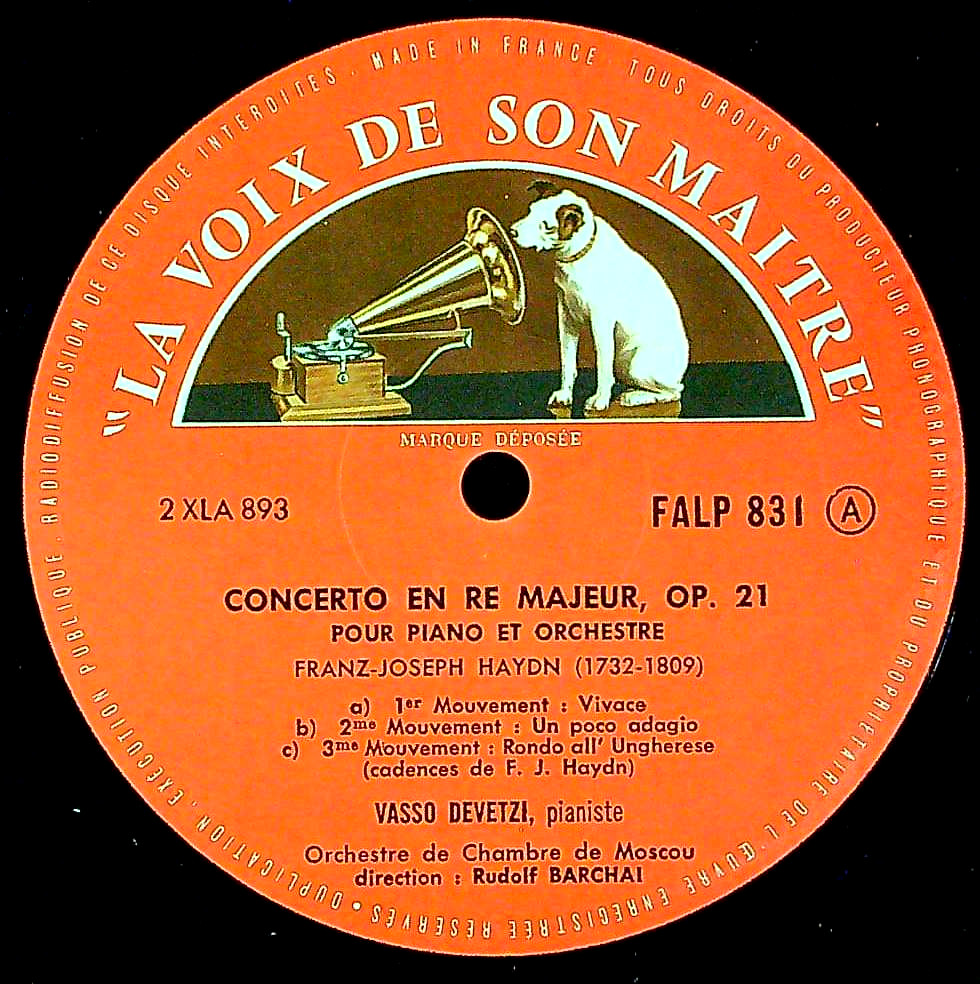 MADE IN FRANCE · TOUS DROITS DU PRODUCTEUR PHONOGRAPHIQUE ET DU PROPRIETAIRE DE L'ŒUVRE ENREGISTRÉE RÉSERVÉS • DUPLICATION, EXÉCUTION PUBLIQUE, RADIODIFFUSION DE CE DISQUE INTERDITES ·
"LA VOIX DE SON MAITRE"
MARQUE DÉPOSÉE
2 XLA 893
FALP 831 A
CONCERTO EN RE MAJEUR, OP. 21
POUR PIANO ET ORCHESTRE
FRANZ-JOSEPH HAYDN (1732-1809)
a) 1er Mouvement : Vivace
b) 2me Mouvement : Un poco adagio
c) 3me Mouvement : Rondo all' Ungherese
(cadences de F. J. Haydn)
VASSO DEVETZI, pianiste
Orchestre de Chambre de Moscou
direction : Rudolf BARCHAI